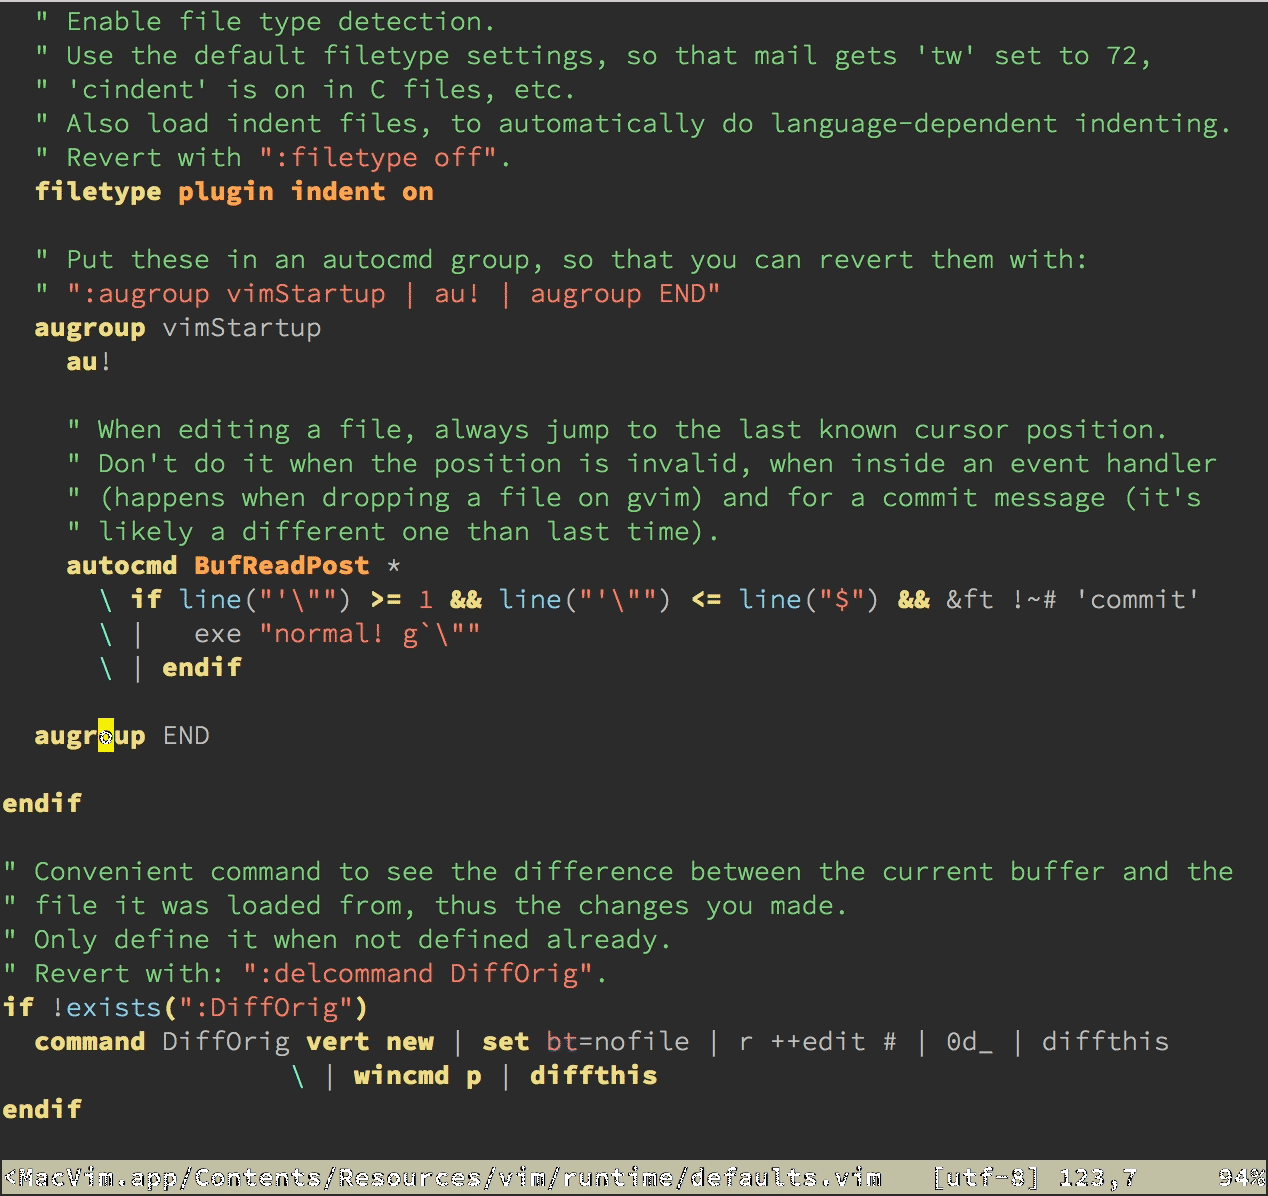 " Enable file type detection.
" Use the default filetype settings, so that mail gets 'tw' set to 72,
" 'cindent' is on in C files, etc.
" Also load indent files, to automatically do language-dependent indenting.
" Revert with ":filetype off".
filetype plugin indent on
" Put these in an autocmd group, so that you can revert them with:
" ":augroup vimStartup | au! | augroup END"
augroup vimStartup
au!
" When editing a file, always jump to the last known cursor position.
" Don't do it when the position is invalid, when inside an event handler
" (happens when dropping a file on gvim) and for a commit message (it's
" likely a different one than last time).
autocmd BufReadPost *
\ if line("'\"") >= 1 && line("'\"") <= line("$") && &ft !~# 'commit'
\ |   exe "normal! g`\""
\ | endif
augroup END
endif
" Convenient command to see the difference between the current buffer and the
" file it was loaded from, thus the changes you made.
" Only define it when not defined already.
" Revert with: ":delcommand DiffOrig".
if !exists(":DiffOrig")
command DiffOrig vert new | set bt=nofile | r ++edit # | 0d_ | diffthis
\ | wincmd p | diffthis
endif
<MacVim.app/Contents/Resources/vim/runtime/defaults.vim [utf-8] 123,7 94%